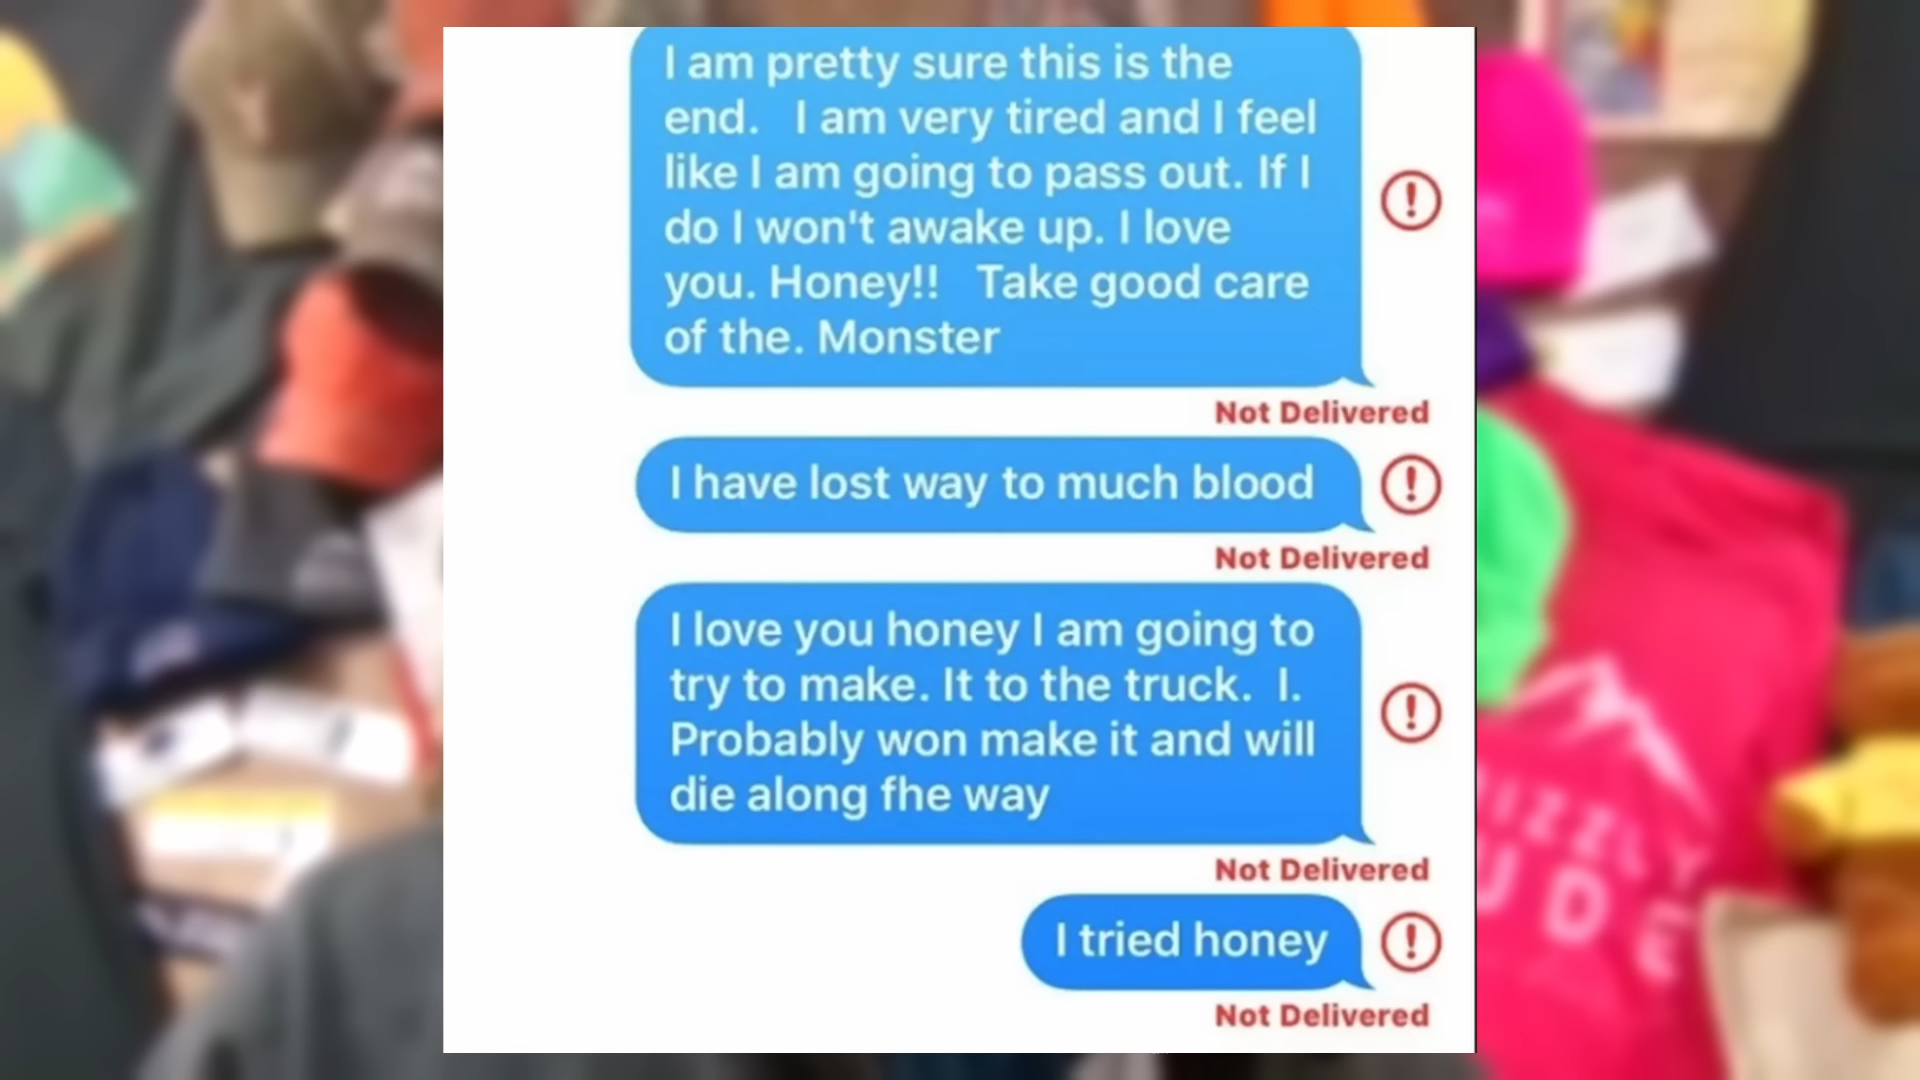 I am pretty sure this is the
end.   I am very tired and I feel
like I am going to pass out. If I
do I won't awake up. I love
you. Honey!!   Take good care
of the. Monster
Not Delivered
I have lost way to much blood
Not Delivered
I love you honey I am going to
try to make. It to the truck.  I.
Probably won make it and will
die along fhe way
Not Delivered
I tried honey
Not Delivered
IZZLY
UDE